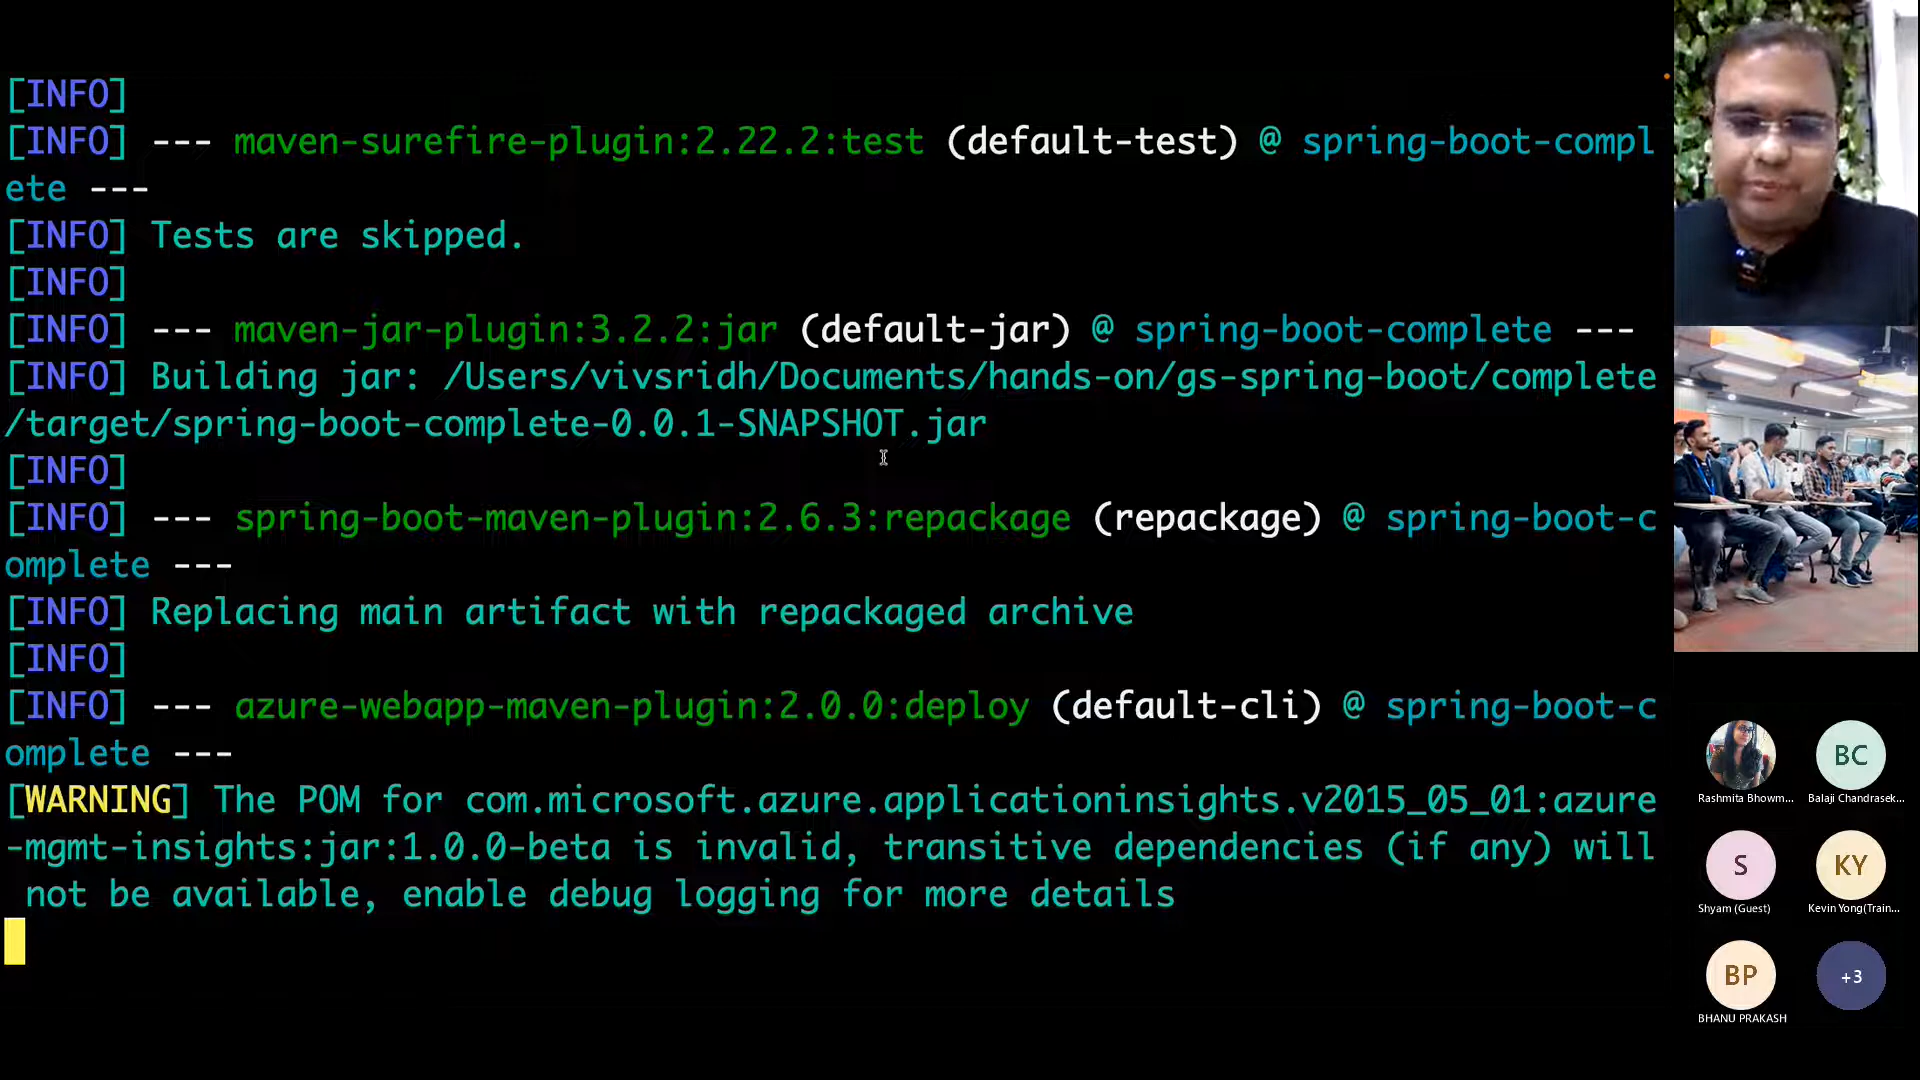 [INFO]
[INFO] --- maven-surefire-plugin:2.22.2:test (default-test) @ spring-boot-compl
ete ---
[INFO] Tests are skipped.
[INFO]
[INFO] --- maven-jar-plugin:3.2.2:jar (default-jar) @ spring-boot-complete ---
[INFO] Building jar: /Users/vivsridh/Documents/hands-on/gs-spring-boot/complete
/target/spring-boot-complete-0.0.1-SNAPSHOT.jar
[INFO]
[INFO] --- spring-boot-maven-plugin:2.6.3:repackage (repackage) @ spring-boot-c
omplete ---
[INFO] Replacing main artifact with repackaged archive
[INFO]
[INFO] --- azure-webapp-maven-plugin:2.0.0:deploy (default-cli) @ spring-boot-c
omplete ---
[WARNING] The POM for com.microsoft.azure.applicationinsights.v2015_05_01:azure
-mgmt-insights:jar:1.0.0-beta is invalid, transitive dependencies (if any) will
 not be available, enable debug logging for more details
BC
Rashmita Bhowm...
Balaji Chandrasek...
S
KY
Shyam (Guest)
Kevin Yong(Train...
BP
+3
BHANU PRAKASH